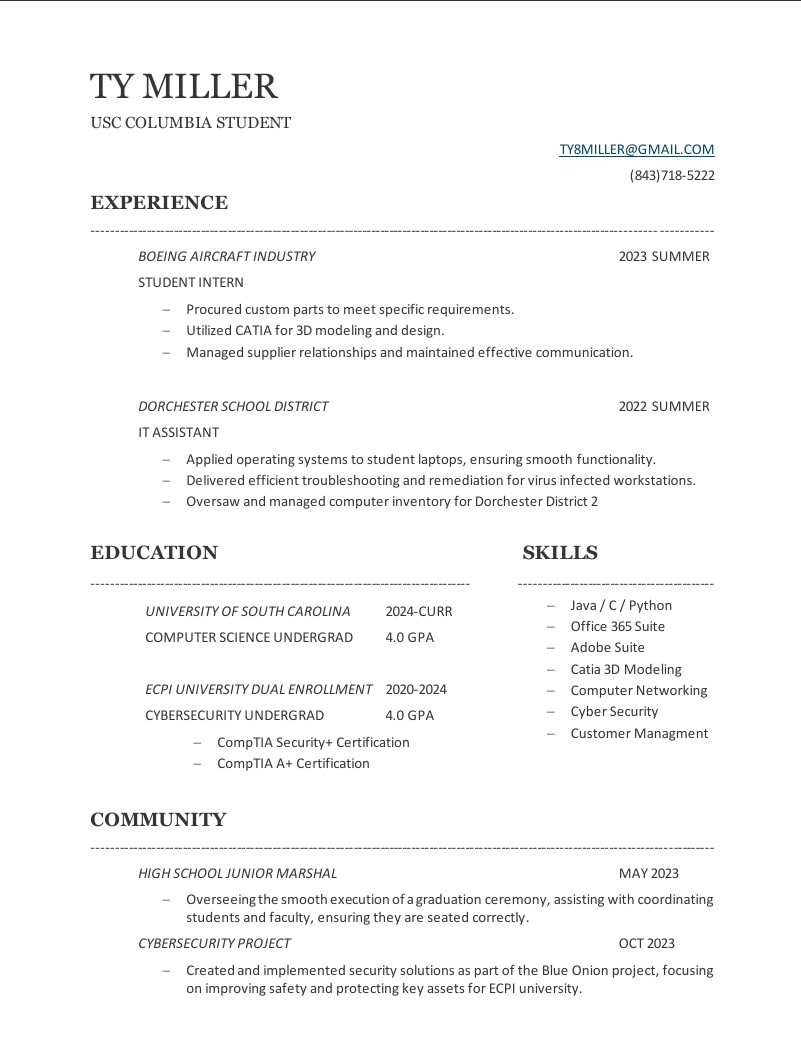 TY MILLER
USC COLUMBIA STUDENT
TY8MILLER@GMAIL.COM
(843)718-5222
EXPERIENCE
BOEING AIRCRAFT INDUSTRY 2023 SUMMER
STUDENT INTERN
– Procured custom parts to meet specific requirements.
– Utilized CATIA for 3D modeling and design.
– Managed supplier relationships and maintained effective communication.
DORCHESTER SCHOOL DISTRICT 2022 SUMMER
IT ASSISTANT
– Applied operating systems to student laptops, ensuring smooth functionality.
– Delivered efficient troubleshooting and remediation for virus infected workstations.
– Oversaw and managed computer inventory for Dorchester District 2
EDUCATION
UNIVERSITY OF SOUTH CAROLINA 2024-CURR
COMPUTER SCIENCE UNDERGRAD 4.0 GPA
ECPI UNIVERSITY DUAL ENROLLMENT 2020-2024
CYBERSECURITY UNDERGRAD 4.0 GPA
– CompTIA Security+ Certification
– CompTIA A+ Certification
SKILLS
– Java / C / Python
– Office 365 Suite
– Adobe Suite
– Catia 3D Modeling
– Computer Networking
– Cyber Security
– Customer Managment
COMMUNITY
HIGH SCHOOL JUNIOR MARSHAL MAY 2023
– Overseeing the smooth execution of a graduation ceremony, assisting with coordinating
students and faculty, ensuring they are seated correctly.
CYBERSECURITY PROJECT OCT 2023
– Created and implemented security solutions as part of the Blue Onion project, focusing
on improving safety and protecting key assets for ECPI university.